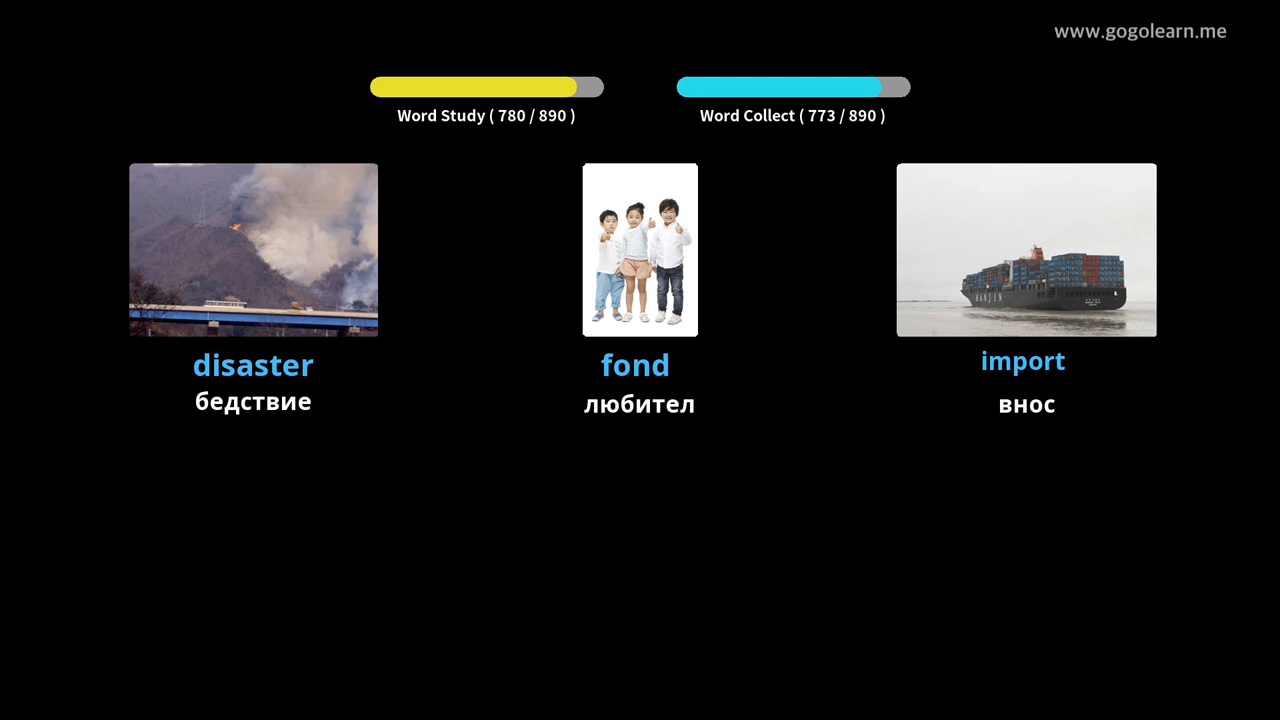 www.gogolearn.me
Word Study ( 780 / 890 )
Word Collect ( 773 / 890 )
disaster
бедствие
fond
любител
import
внос